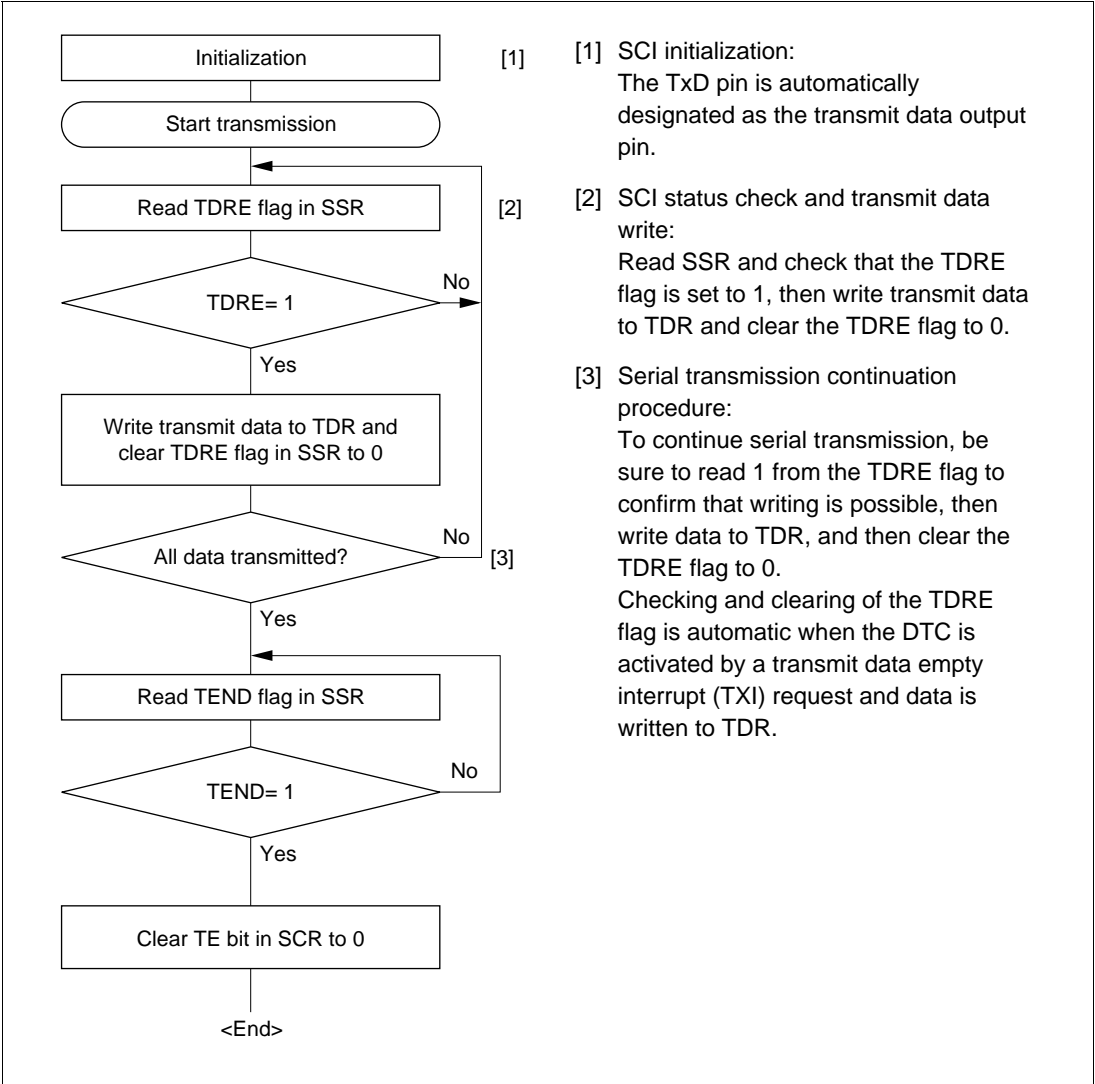 Initialization
[1]
Start transmission
Read TDRE flag in SSR
[2]
TDRE= 1
No
Yes
Write transmit data to TDR and
clear TDRE flag in SSR to 0
All data transmitted?
No
[3]
Yes
Read TEND flag in SSR
TEND= 1
No
Yes
Clear TE bit in SCR to 0
<End>
[1] SCI initialization:
The TxD pin is automatically
designated as the transmit data output
pin.
[2] SCI status check and transmit data
write:
Read SSR and check that the TDRE
flag is set to 1, then write transmit data
to TDR and clear the TDRE flag to 0.
[3] Serial transmission continuation
procedure:
To continue serial transmission, be
sure to read 1 from the TDRE flag to
confirm that writing is possible, then
write data to TDR, and then clear the
TDRE flag to 0.
Checking and clearing of the TDRE
flag is automatic when the DTC is
activated by a transmit data empty
interrupt (TXI) request and data is
written to TDR.